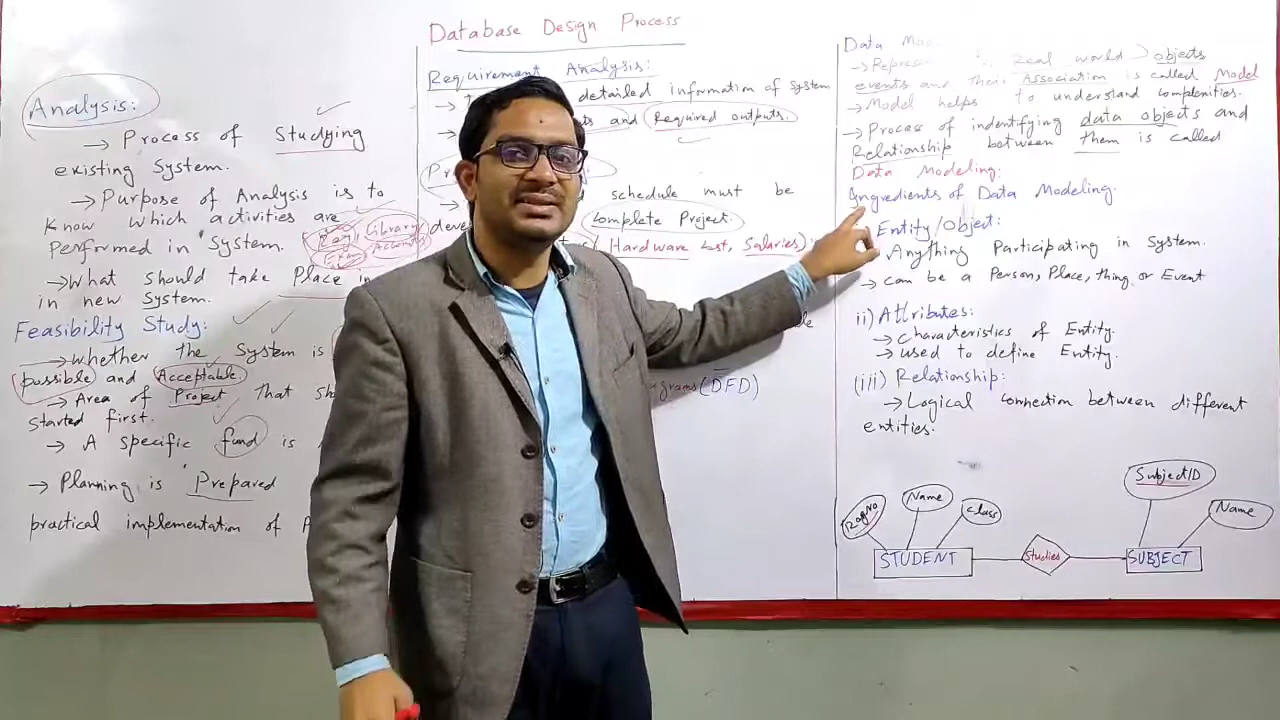 Database Design Process
Analysis:
→ Process of Studying
existing System.
→ Purpose of Analysis is to
know which activities are
performed in System.
→ What should take Place in
in new System.
Feasibility Study:
→ whether the System is
possible and Acceptable.
→ Area of Project that
started first.
→ A specific fund is
→ Planning is Prepared
practical implementation of
Requirement Analysis:
detailed information of System
and Required outputs.
schedule must be
complete Project.
Hardware Cost, Salaries)
(DFD)
Data
→ Real world objects
events and their Association is called Model
→ Model helps to understand complenities.
→ Process of indentifying data objects and
Relationship between them is called
Data Modeling:
Ingredients of Data Modeling.
Entity/Object:
Anything Participating in System.
→ can be a Person, Place, thing or Event
ii) Attributes:
→ characteristics of Entity.
→ used to define Entity.
(iii) Relationship:
→ Logical connection between different
entities.
RegNo
Name
class
SubjectID
Name
STUDENT
Studies
SUBJECT